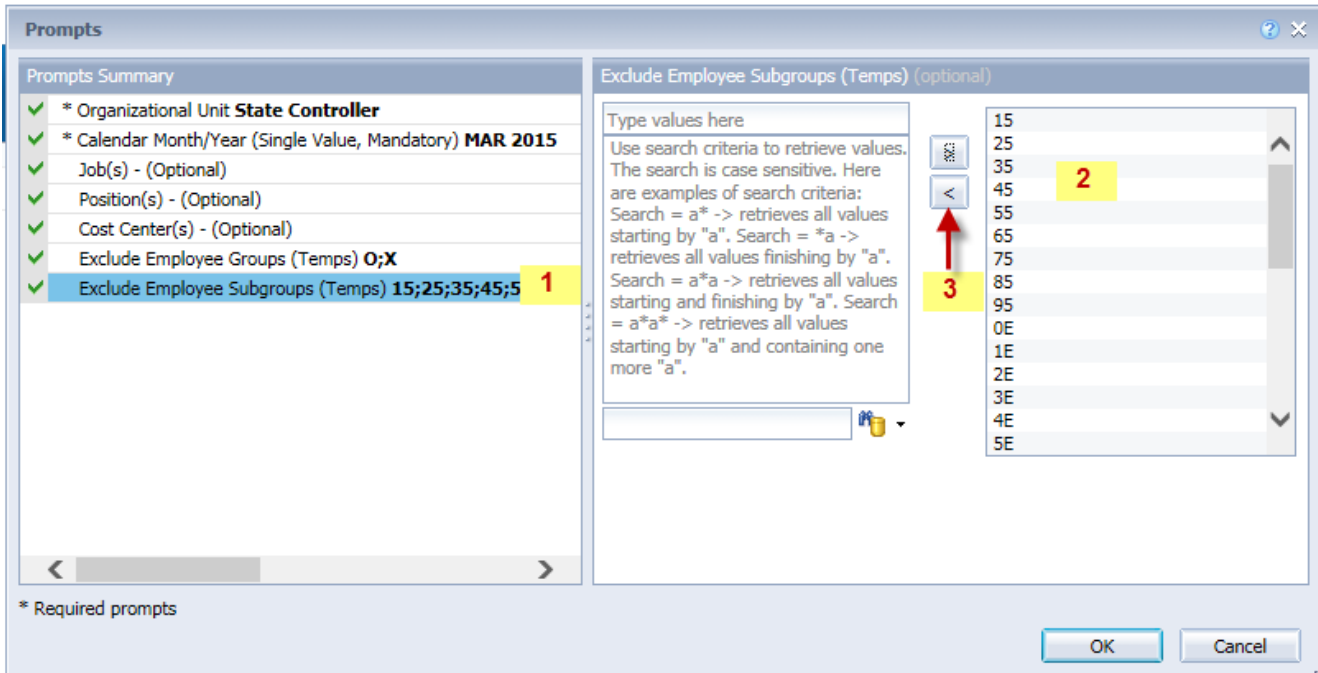 Prompts
Prompts Summary
* Organizational Unit State Controller
* Calendar Month/Year (Single Value, Mandatory) MAR 2015
Job(s) - (Optional)
Position(s) - (Optional)
Cost Center(s) - (Optional)
Exclude Employee Groups (Temps) O;X
Exclude Employee Subgroups (Temps) 15;25;35;45;5
1
Exclude Employee Subgroups (Temps) (optional)
Type values here
Use search criteria to retrieve values.
The search is case sensitive. Here
are examples of search criteria:
Search = a* -> retrieves all values
starting by "a". Search = *a ->
retrieves all values finishing by "a".
Search = a*a -> retrieves all values
starting and finishing by "a". Search
= a*a* -> retrieves all values
starting by "a" and containing one
more "a".
<
3
15
25
35
45
55
65
75
85
95
0E
1E
2E
3E
4E
5E
2
* Required prompts
OK
Cancel